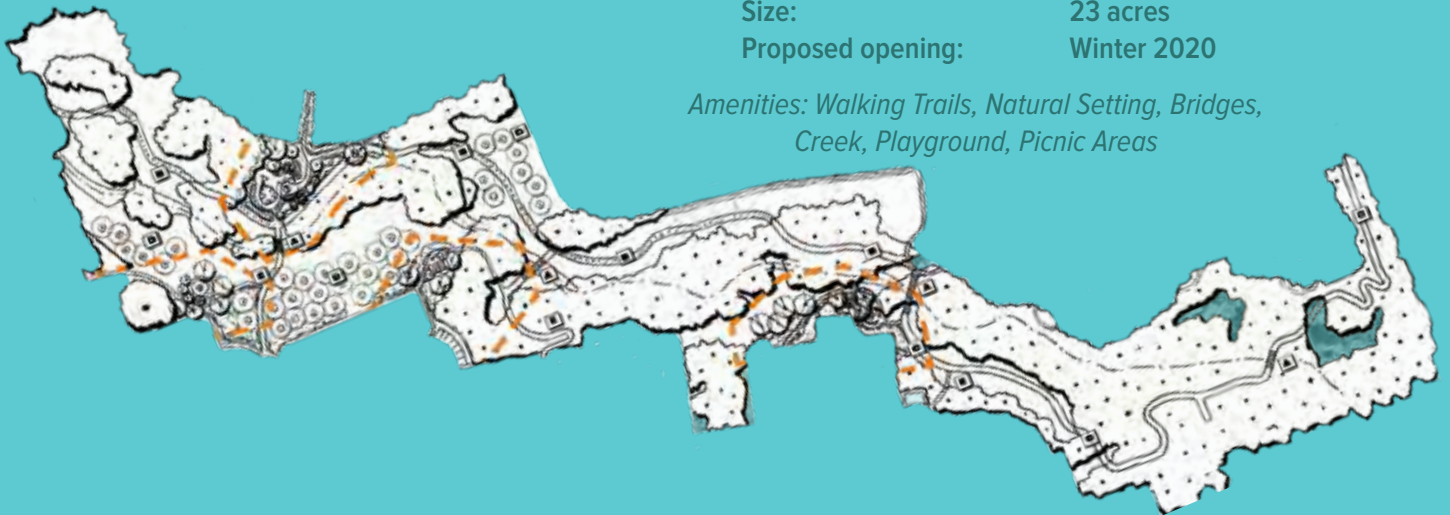 Size: 23 acres
Proposed opening: Winter 2020
Amenities: Walking Trails, Natural Setting, Bridges,
Creek, Playground, Picnic Areas